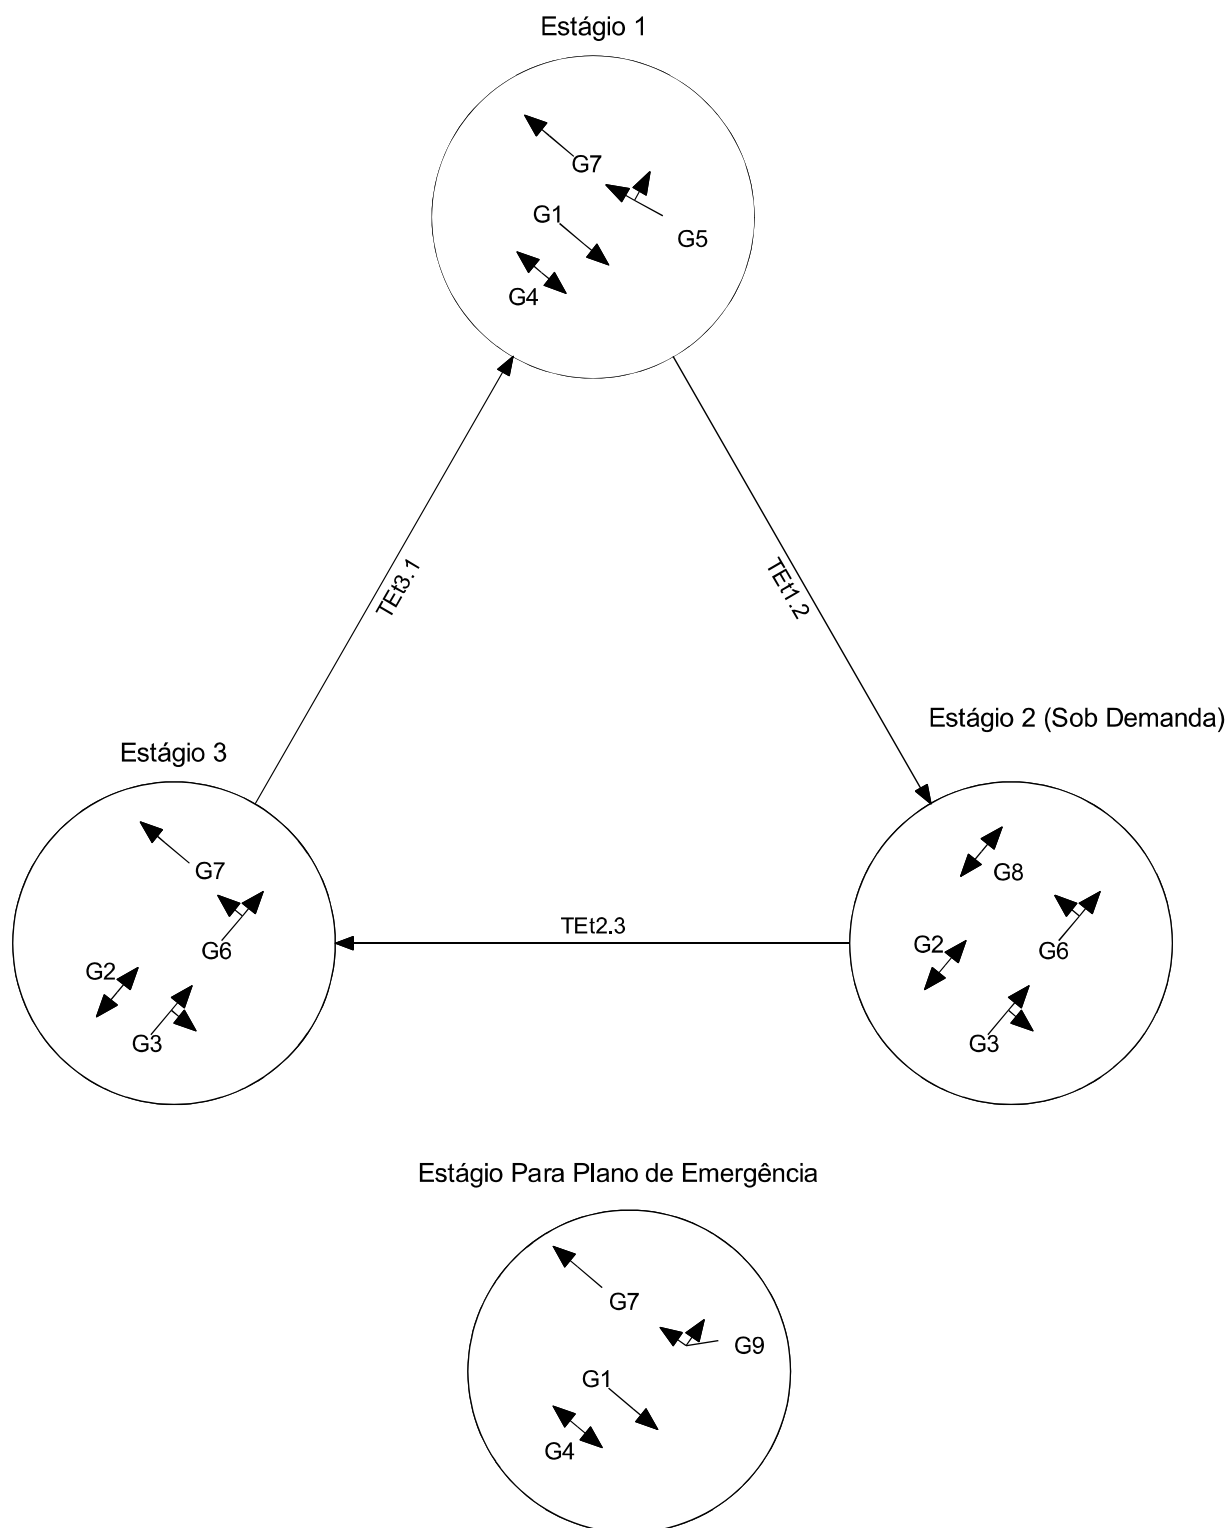 Estágio 1
G7
G1
G5
G4
TEt3.1
TEt1.2
Estágio 2 (Sob Demanda)
Estágio 3
G7
G6
G2
G3
TEt2.3
G8
G2
G6
G3
Estágio Para Plano de Emergência
G7
G9
G1
G4